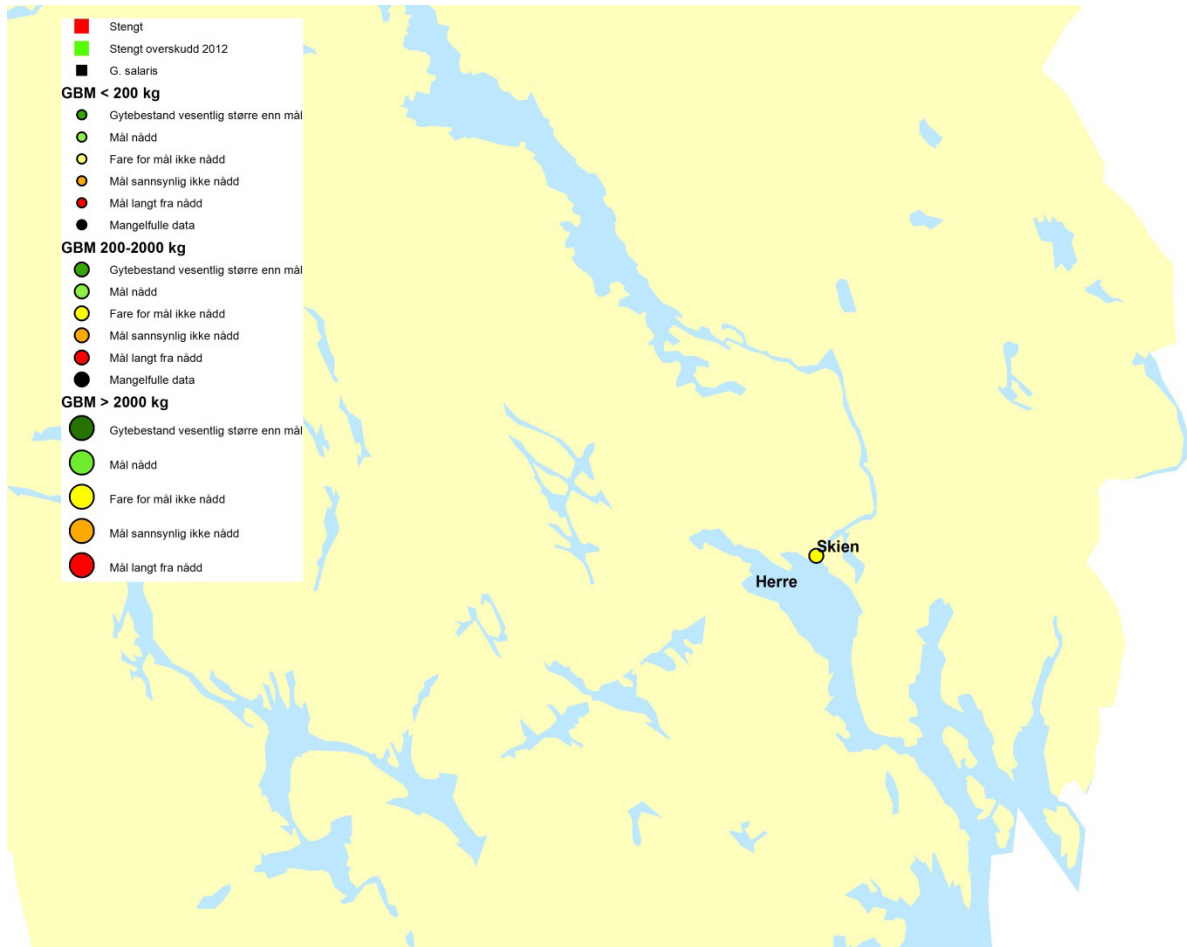 Stengt
Stengt overskudd 2012
G. salaris
GBM < 200 kg
Gytebestand vesentlig større enn mål
Mål nådd
Fare for mål ikke nådd
Mål sannsynlig ikke nådd
Mål langt fra nådd
Mangelfulle data
GBM 200-2000 kg
Gytebestand vesentlig større enn mål
Mål nådd
Fare for mål ikke nådd
Mål sannsynlig ikke nådd
Mål langt fra nådd
Mangelfulle data
GBM > 2000 kg
Gytebestand vesentlig større enn mål
Mål nådd
Fare for mål ikke nådd
Mål sannsynlig ikke nådd
Mål langt fra nådd
Skien
Herre